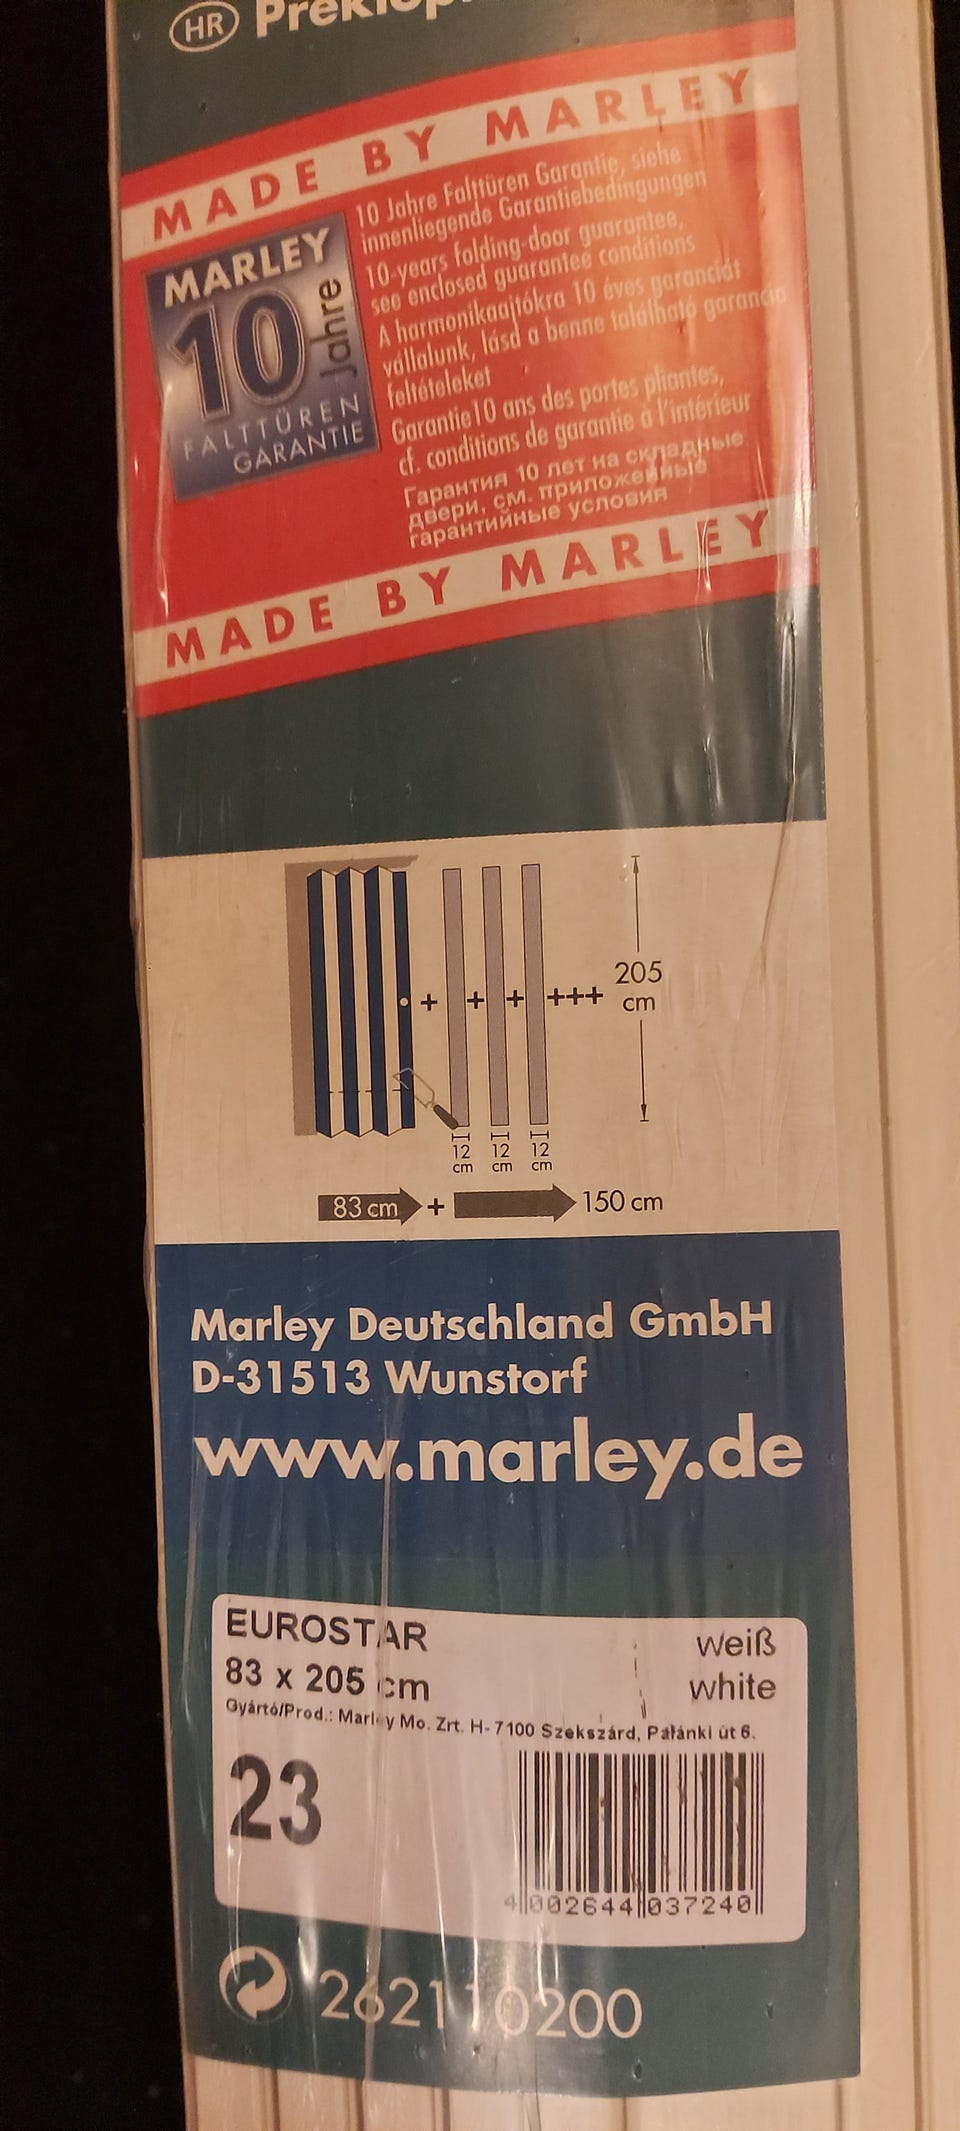 HR
MADE BY MARLEY
MARLEY
10
Jahre
FALTTÜREN
GARANTIE
10 Jahre Falttüren Garantie, siehe
innenliegende Garantiebedingungen
10-years folding-door guarantee,
see enclosed guarantee conditions
A harmonikaajtókra 10 éves garanciát
vállalunk, lásd a benne található garancia
feltételeket
Garantie10 ans des portes pliantes,
cf. conditions de garantie à l'intérieur
Гарантия 10 лет на складные
двери, см. приложенные
гарантийные условия
MADE BY MARLEY
+ + + +++
205
cm
12 12 12
cm cm cm
83 cm + 150 cm
Marley Deutschland GmbH
D-31513 Wunstorf
www.marley.de
EUROSTAR weiß
83 x 205 cm white
Gyártó/Prod.: Marley Mo. Zrt. H-7100 Szekszárd, Palánki út 6.
23
4 002644 037240
262110200